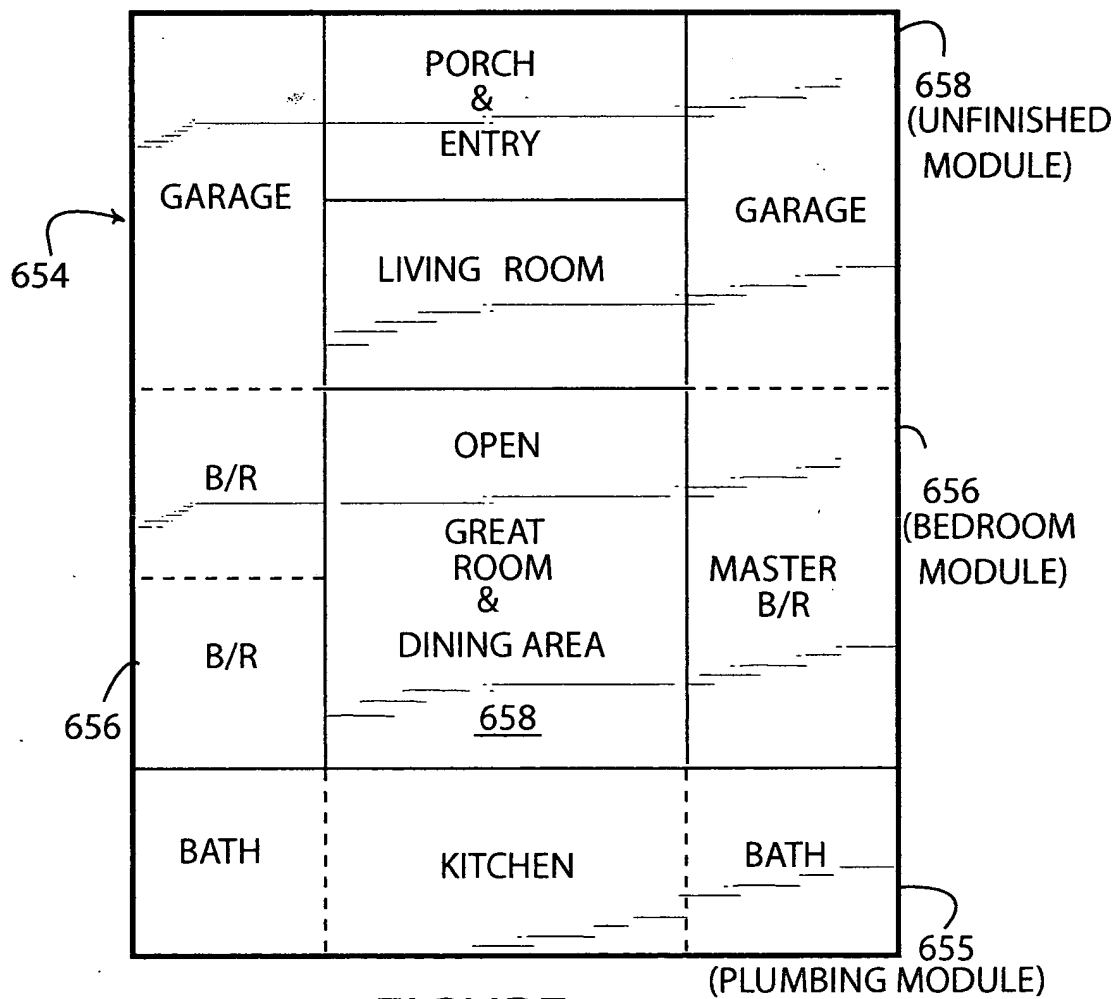 PORCH
&
ENTRY
658
(UNFINISHED
MODULE)
GARAGE
GARAGE
654
LIVING ROOM
OPEN
B/R
656
(BEDROOM
MODULE)
GREAT
ROOM
&
DINING AREA
MASTER
B/R
B/R
656
658
BATH
KITCHEN
BATH
655
(PLUMBING MODULE)